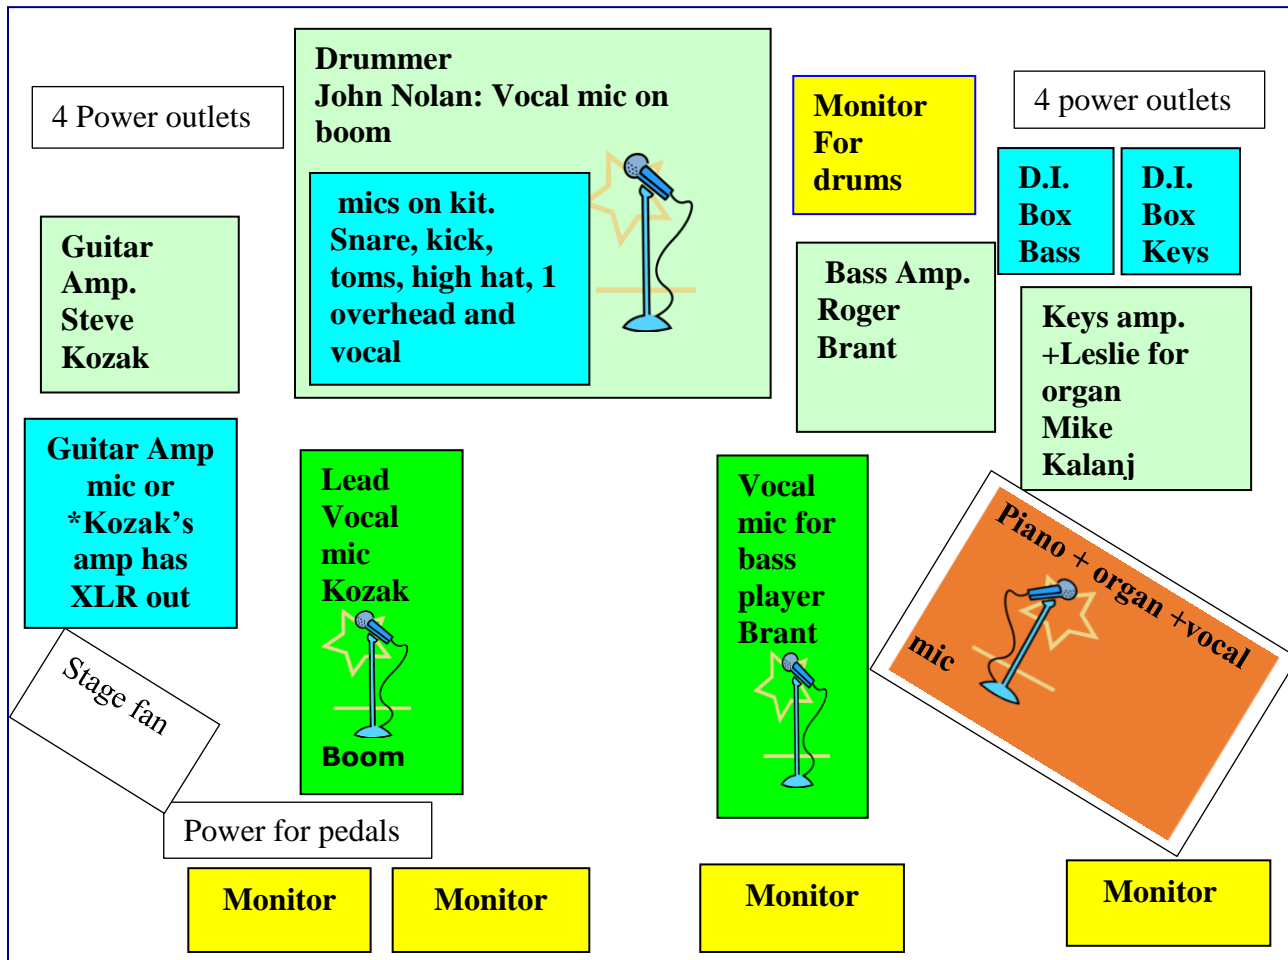 4 Power outlets
Drummer
John Nolan: Vocal mic on
boom
mics on kit.
Snare, kick,
toms, high hat, 1
overhead and
vocal
Monitor
For
drums
4 power outlets
D.I.
Box
Bass
D.I.
Box
Keys
Guitar
Amp.
Steve
Kozak
Bass Amp.
Roger
Brant
Keys amp.
+Leslie for
organ
Mike
Kalanj
Guitar Amp
mic or
*Kozak’s
amp has
XLR out
Lead
Vocal
mic
Kozak
Boom
Vocal
mic for
bass
player
Brant
Piano + organ +vocal
mic
Stage fan
Power for pedals
Monitor
Monitor
Monitor
Monitor